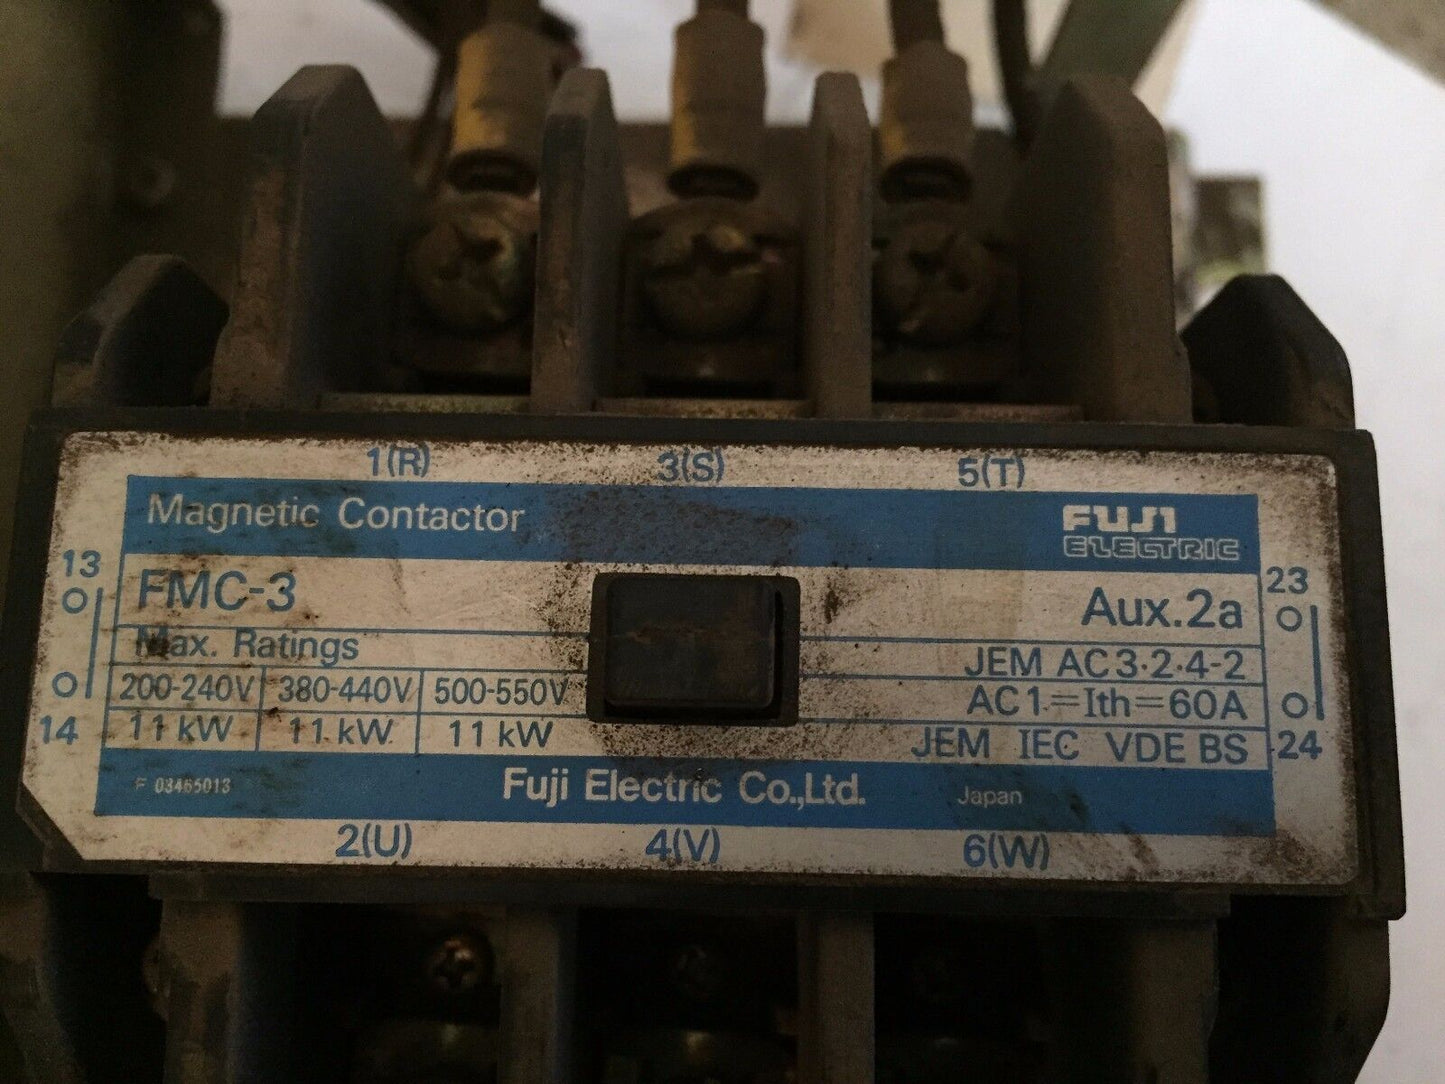 1(R) 3(S) 5(T)
Magnetic Contactor FUJI
ELECTRIC
13 23
FMC-3 Aux.2a
Max. Ratings JEM AC3·2·4-2
200-240V 380-440V 500-550V AC1=Ith=60A
14 11 kW 11 kW 11 kW JEM IEC VDE BS 24
F 03465013 Fuji Electric Co.,Ltd. Japan
2(U) 4(V) 6(W)